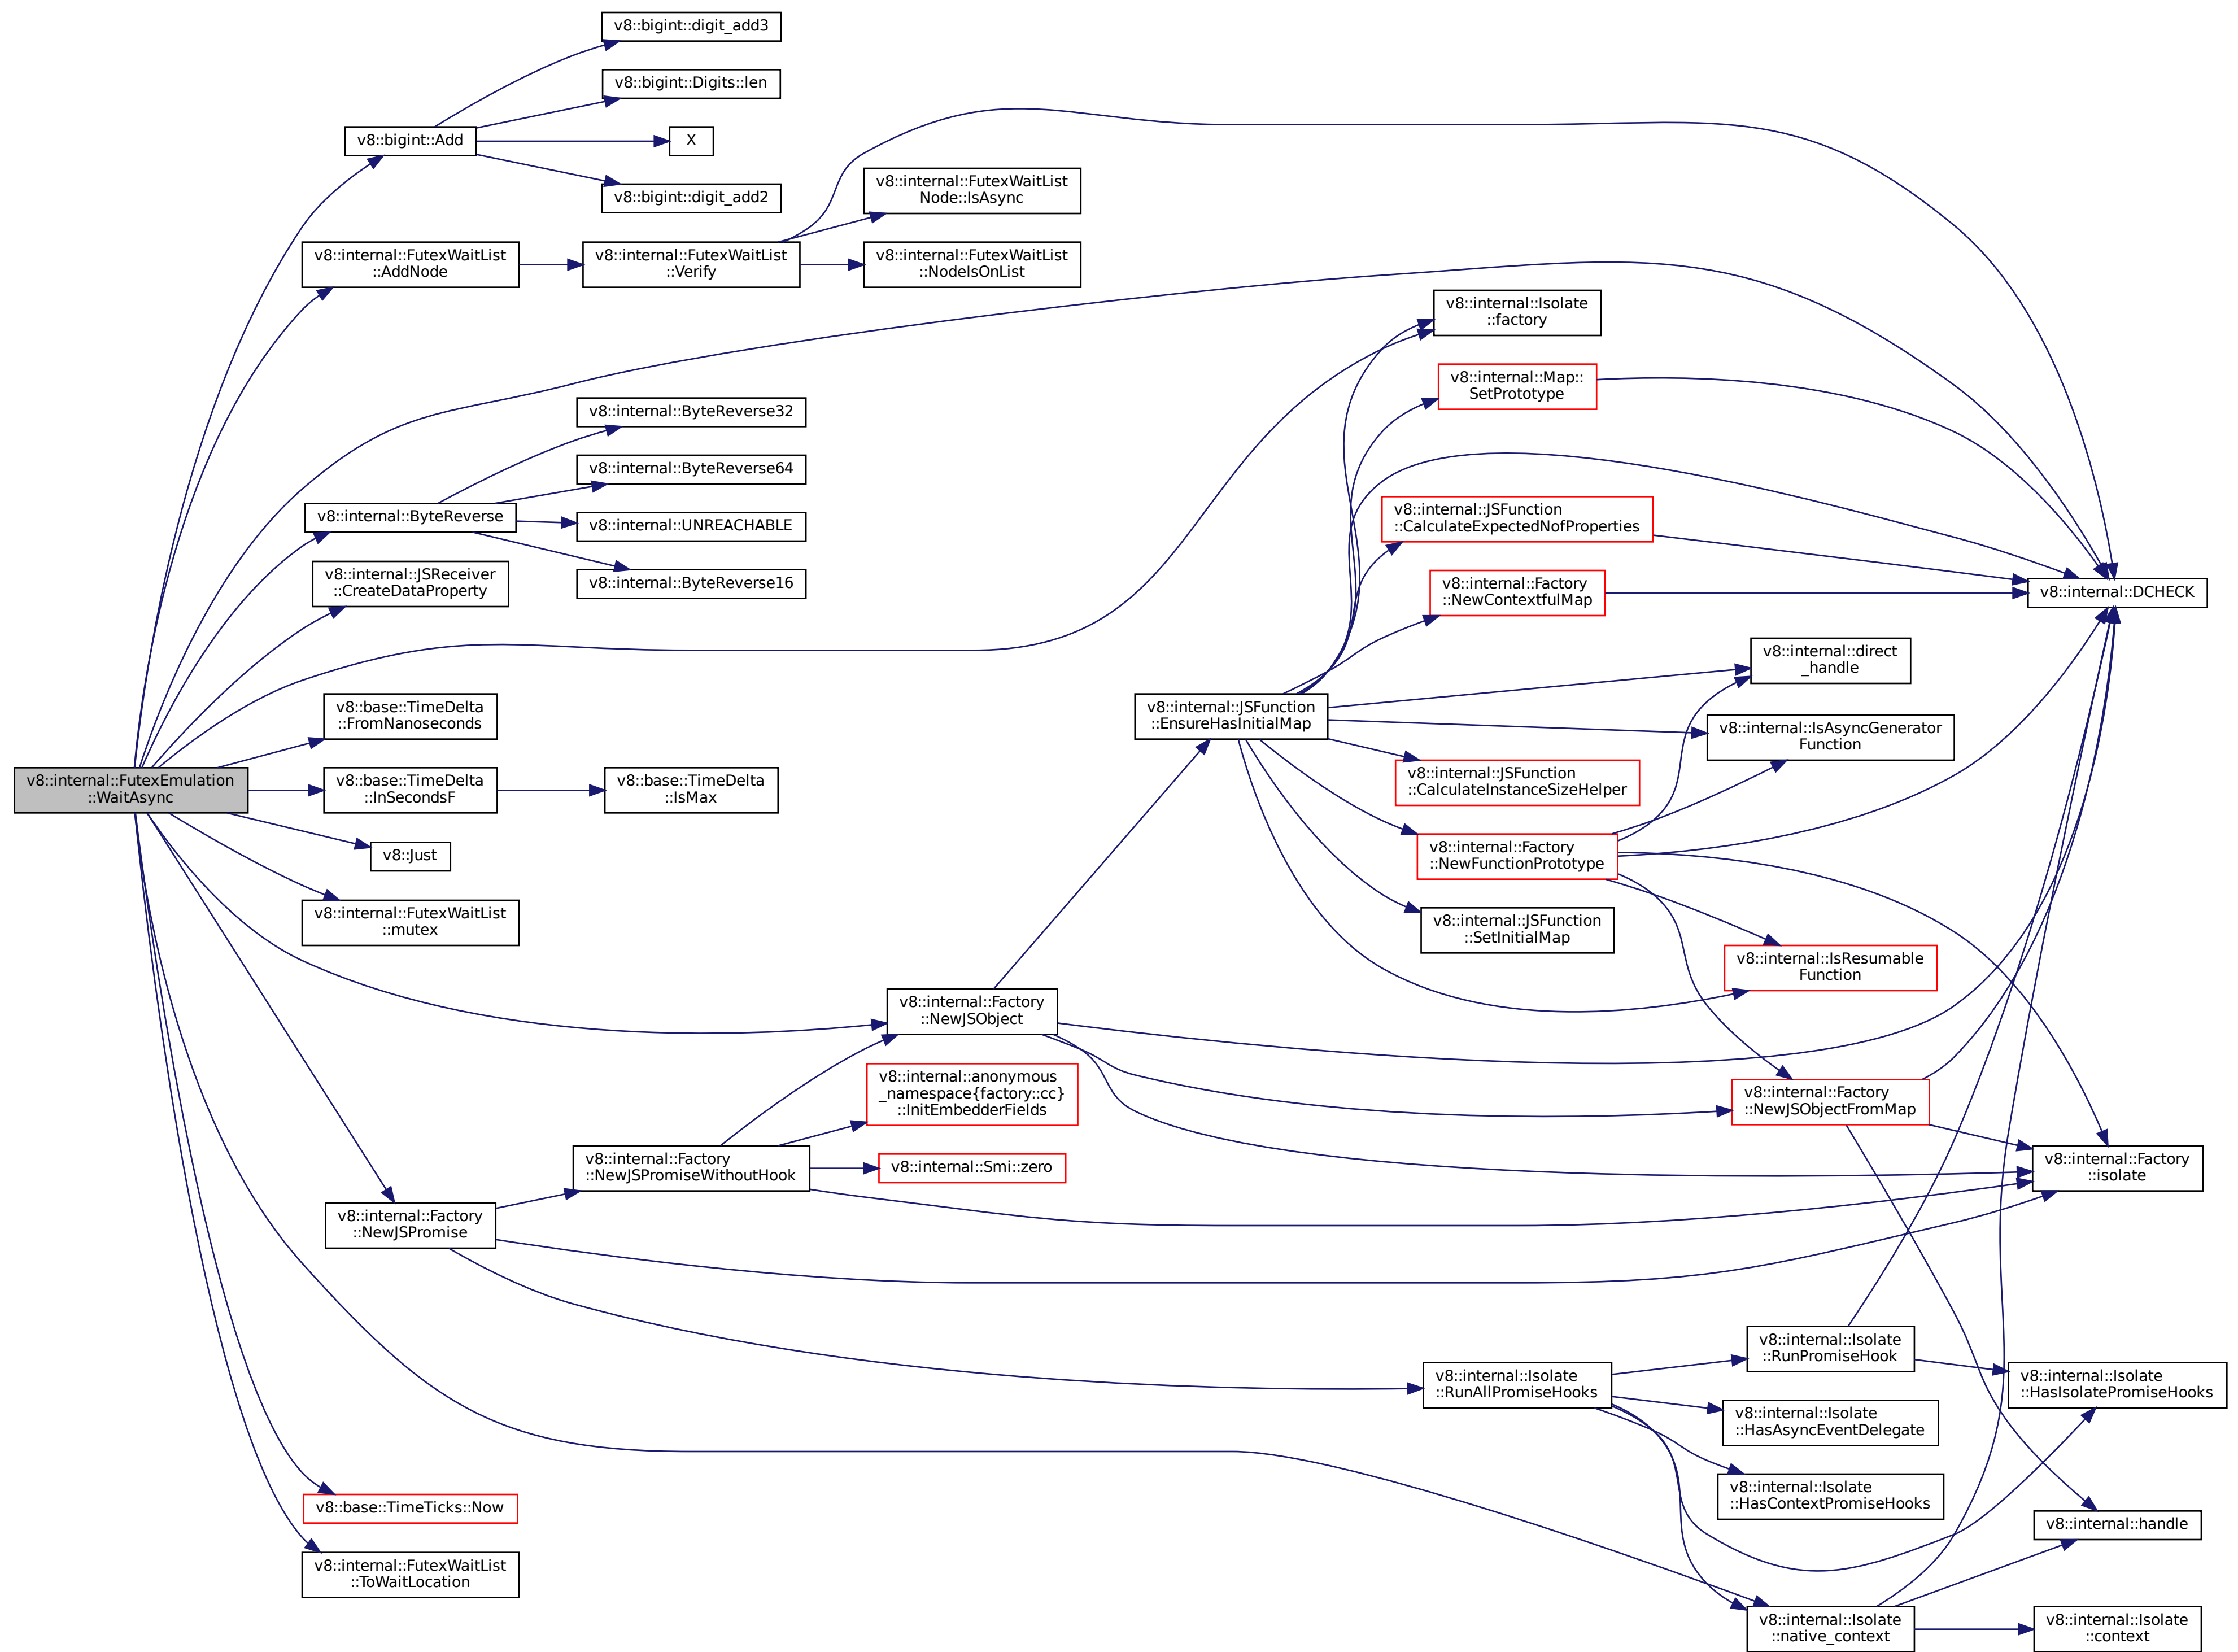 v8::bigint::digit_add3
v8::bigint::Digits::len
v8::bigint::Add
X
v8::bigint::digit_add2
v8::internal::FutexWaitList
Node::IsAsync
v8::internal::FutexWaitList
::AddNode
v8::internal::FutexWaitList
::Verify
v8::internal::FutexWaitList
::NodeIsOnList
v8::internal::Isolate
::factory
v8::internal::Map::
SetPrototype
v8::internal::ByteReverse32
v8::internal::ByteReverse64
v8::internal::ByteReverse
v8::internal::UNREACHABLE
v8::internal::ByteReverse16
v8::internal::JSFunction
::CalculateExpectedNofProperties
v8::internal::JSReceiver
::CreateDataProperty
v8::internal::Factory
::NewContextfulMap
v8::internal::DCHECK
v8::internal::direct
_handle
v8::base::TimeDelta
::FromNanoseconds
v8::internal::JSFunction
::EnsureHasInitialMap
v8::internal::IsAsyncGenerator
Function
v8::internal::FutexEmulation
::WaitAsync
v8::base::TimeDelta
::InSecondsF
v8::base::TimeDelta
::IsMax
v8::internal::JSFunction
::CalculateInstanceSizeHelper
v8::Just
v8::internal::Factory
::NewFunctionPrototype
v8::internal::FutexWaitList
::mutex
v8::internal::JSFunction
::SetInitialMap
v8::internal::IsResumable
Function
v8::internal::Factory
::NewJSObject
v8::internal::anonymous
_namespace{factory::cc}
::InitEmbedderFields
v8::internal::Factory
::NewJSObjectFromMap
v8::internal::Factory
::NewJSPromiseWithoutHook
v8::internal::Smi::zero
v8::internal::Factory
::isolate
v8::internal::Factory
::NewJSPromise
v8::internal::Isolate
::RunPromiseHook
v8::internal::Isolate
::RunAllPromiseHooks
v8::internal::Isolate
::HasIsolatePromiseHooks
v8::internal::Isolate
::HasAsyncEventDelegate
v8::internal::Isolate
::HasContextPromiseHooks
v8::base::TimeTicks::Now
v8::internal::handle
v8::internal::FutexWaitList
::ToWaitLocation
v8::internal::Isolate
::native_context
v8::internal::Isolate
::context